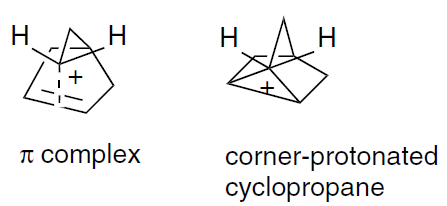 H H H H
+ +
π complex corner-protonated
cyclopropane